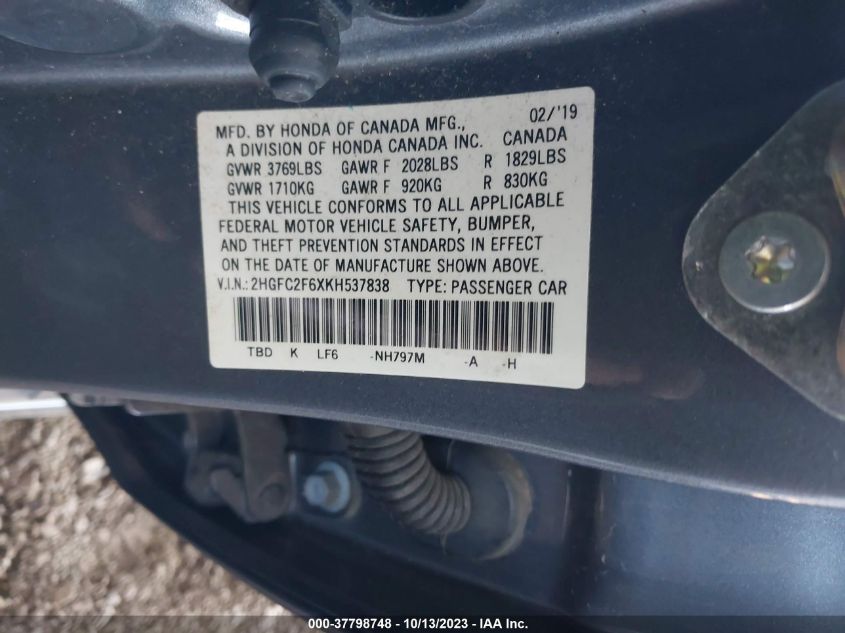 MFD. BY HONDA OF CANADA MFG., 02/'19
A DIVISION OF HONDA CANADA INC. CANADA
GVWR 3769LBS GAWR F 2028LBS R 1829LBS
GVWR 1710KG GAWR F 920KG R 830KG
THIS VEHICLE CONFORMS TO ALL APPLICABLE
FEDERAL MOTOR VEHICLE SAFETY, BUMPER,
AND THEFT PREVENTION STANDARDS IN EFFECT
ON THE DATE OF MANUFACTURE SHOWN ABOVE.
V.I.N.: 2HGFC2F6XKH537838 TYPE: PASSENGER CAR
TBD K LF6 -NH797M -A -H
000-37798748 - 10/13/2023 - IAA Inc.